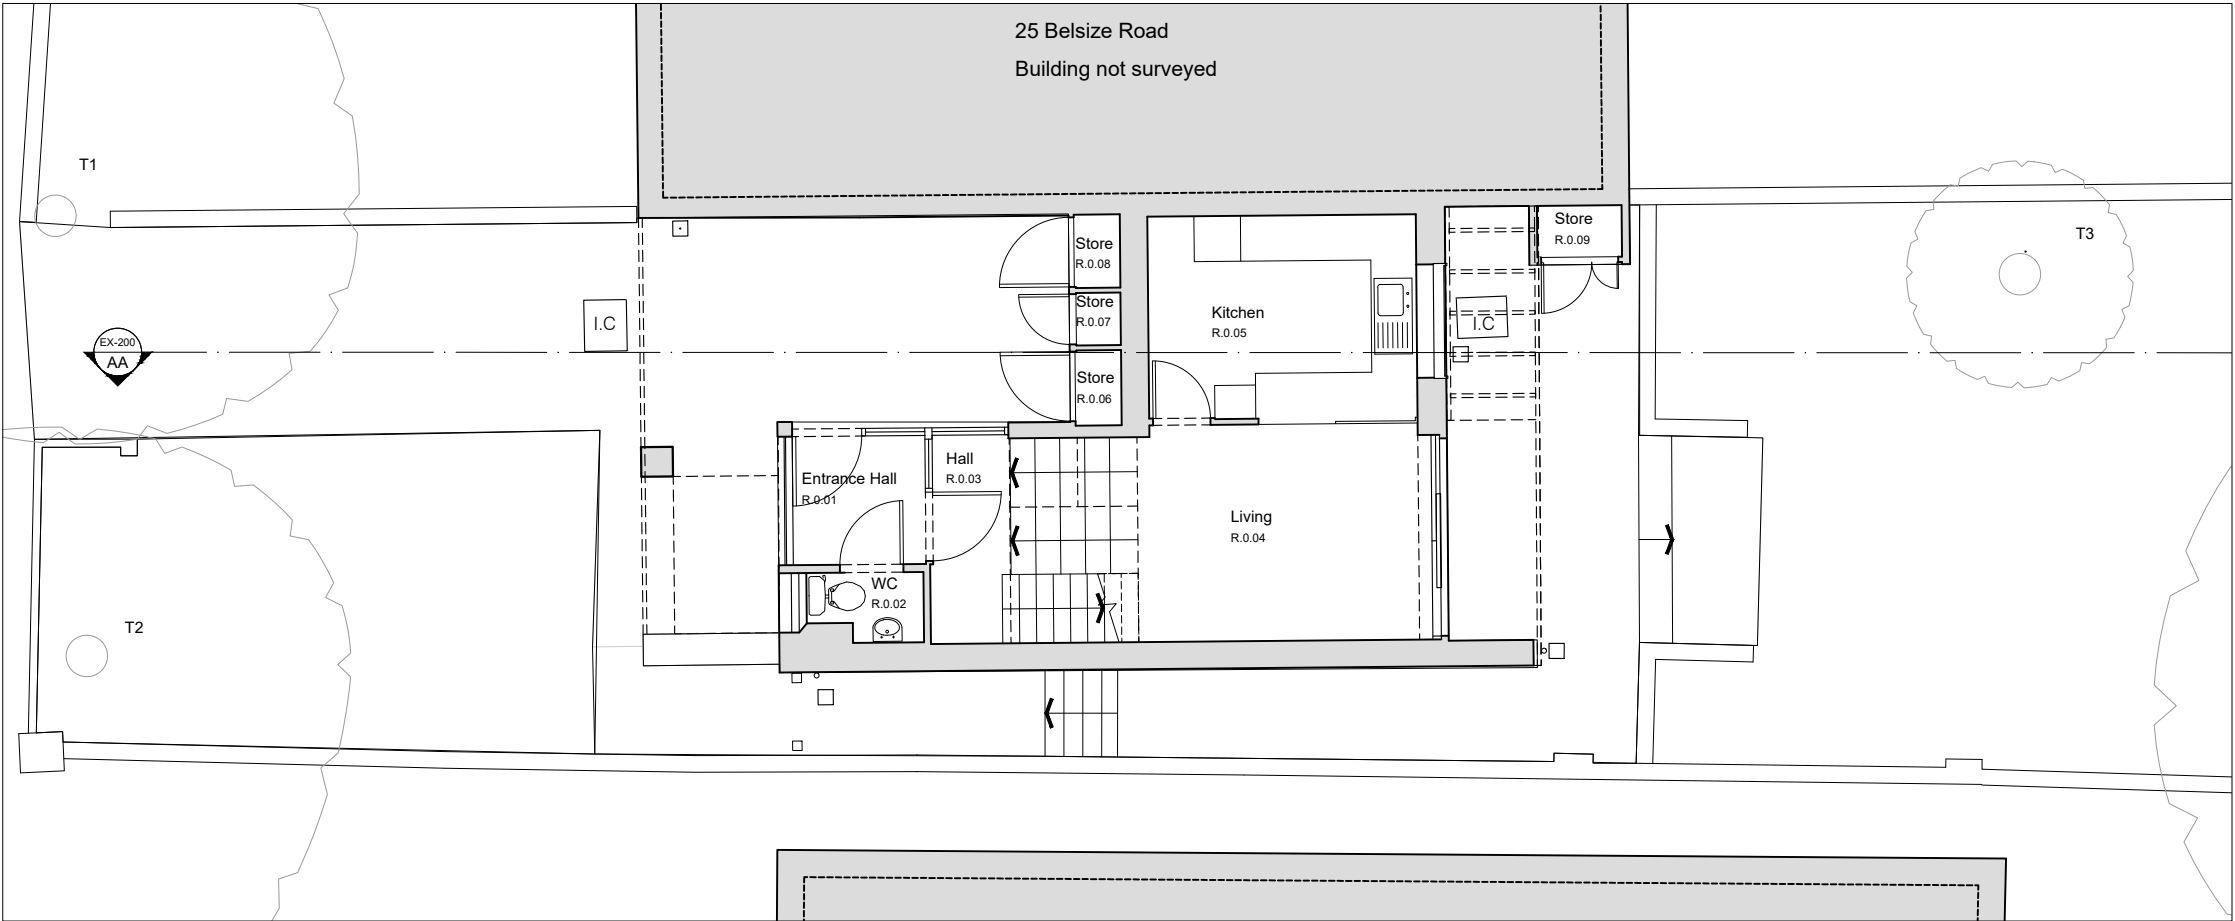 25 Belsize Road
Building not surveyed
T1
Store
R.0.09
T3
Store
R.0.08
Store
R.0.07
Kitchen
R.0.05
I.C
I.C
EX-200
AA
Store
R.0.06
Entrance Hall
R.0.01
Hall
R.0.03
Living
R.0.04
WC
R.0.02
T2